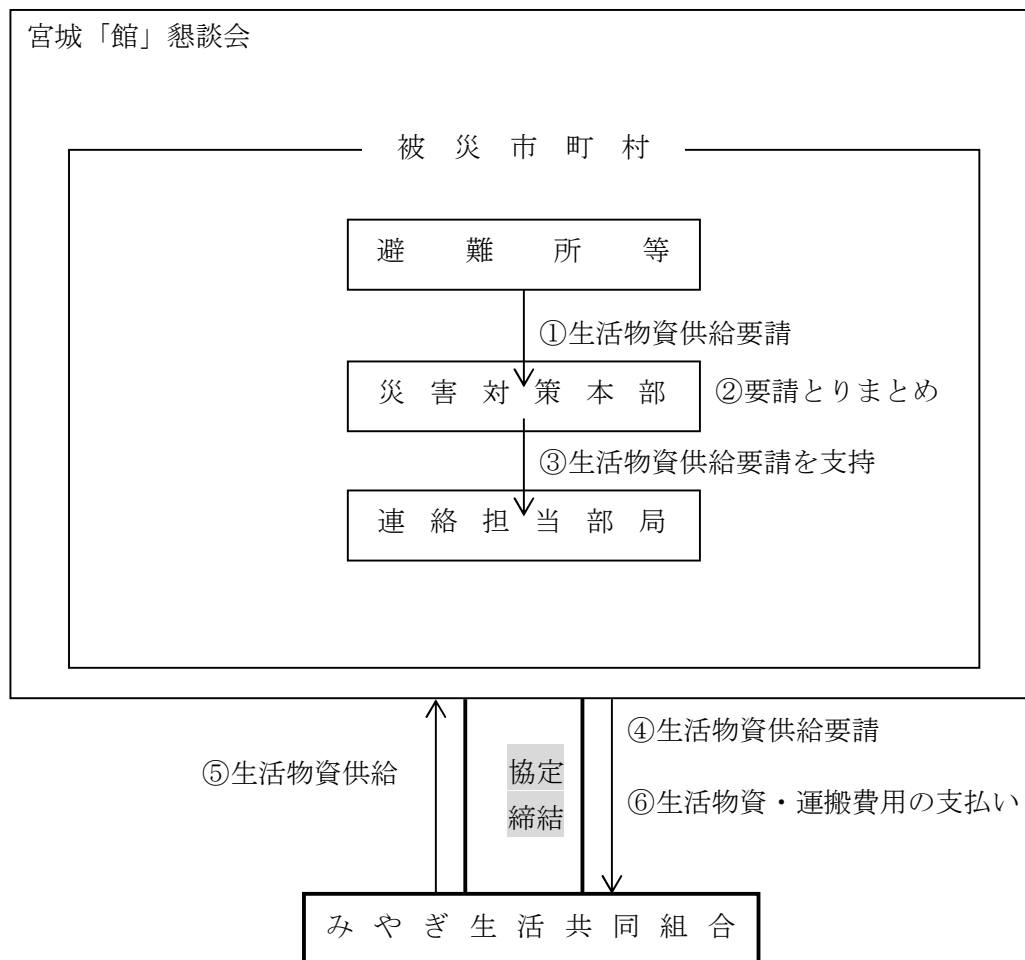 宮城「館」懇談会
被災市町村
避難所等
①生活物資供給要請
災害対策本部
②要請とりまとめ
③生活物資供給要請を支持
連絡担当部局
④生活物資供給要請
⑤生活物資供給
協定
締結
⑥生活物資・運搬費用の支払い
みやぎ生活共同組合